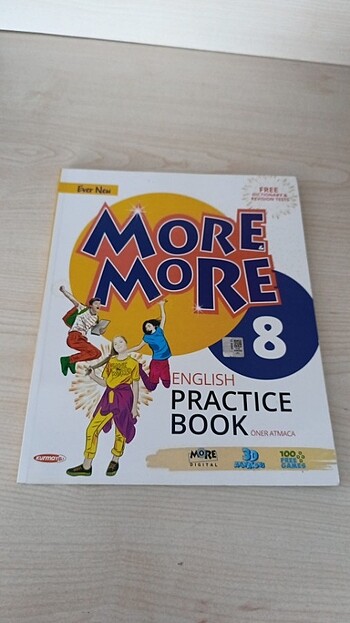 Ever New
FREE
DICTIONARY &
REVISION TESTS
MORE
MORE
8
ENGLISH
PRACTICE
BOOK
ÖNER ATMACA
kurmay
MORE
DIGITAL
3D
100+
FREE
GAMES